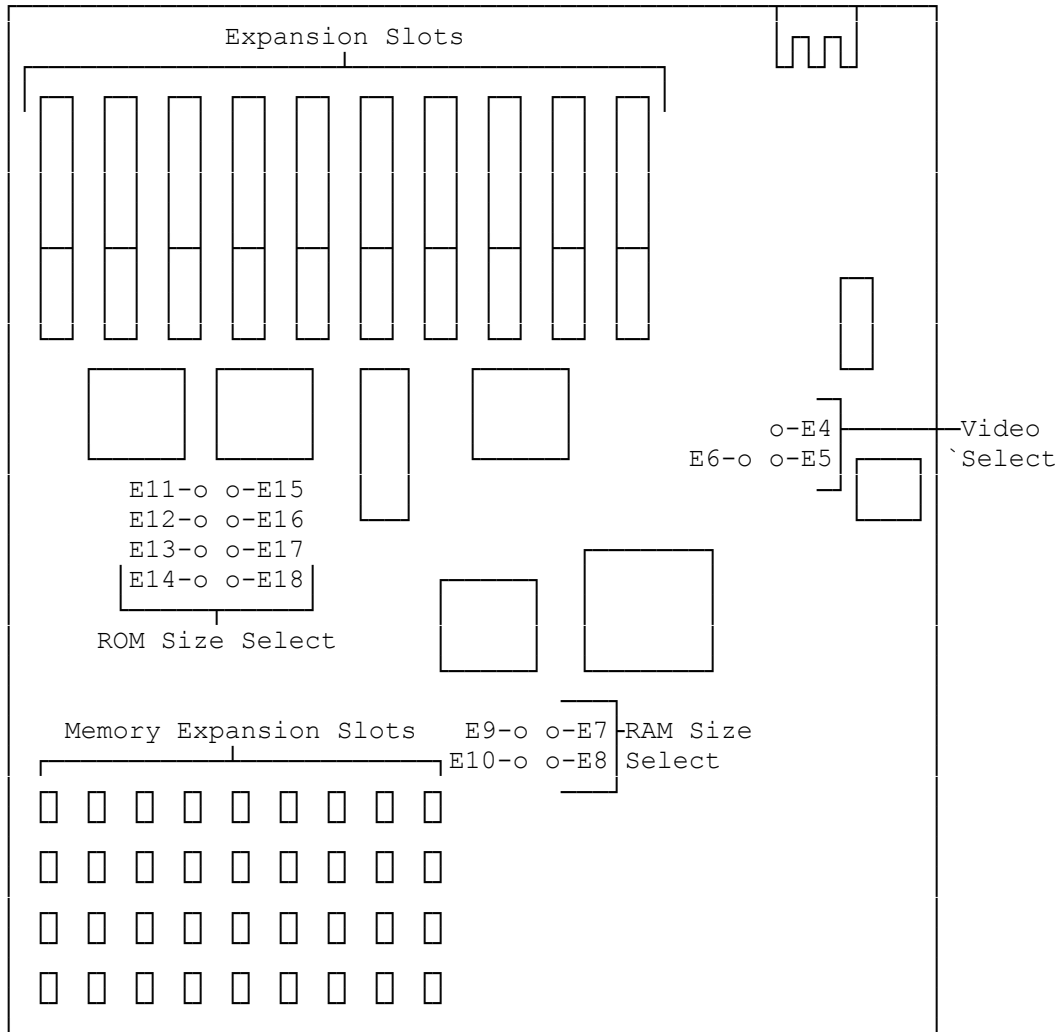 Expansion Slots
o-E4 Video
E6-o o-E5 `Select
E11-o o-E15
E12-o o-E16
E13-o o-E17
E14-o o-E18
ROM Size Select
Memory Expansion Slots E9-o o-E7 RAM Size
E10-o o-E8 Select